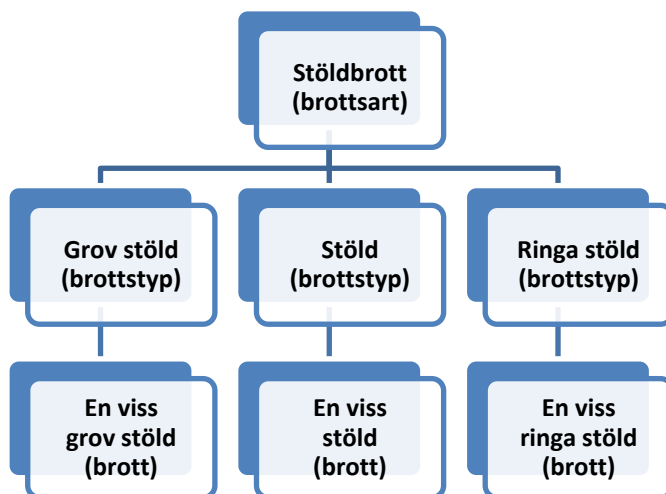 Stöldbrott
(brottsart)
Grov stöld
(brottstyp)
Stöld
(brottstyp)
Ringa stöld
(brottstyp)
En viss
grov stöld
(brott)
En viss
stöld
(brott)
En viss
ringa stöld
(brott)